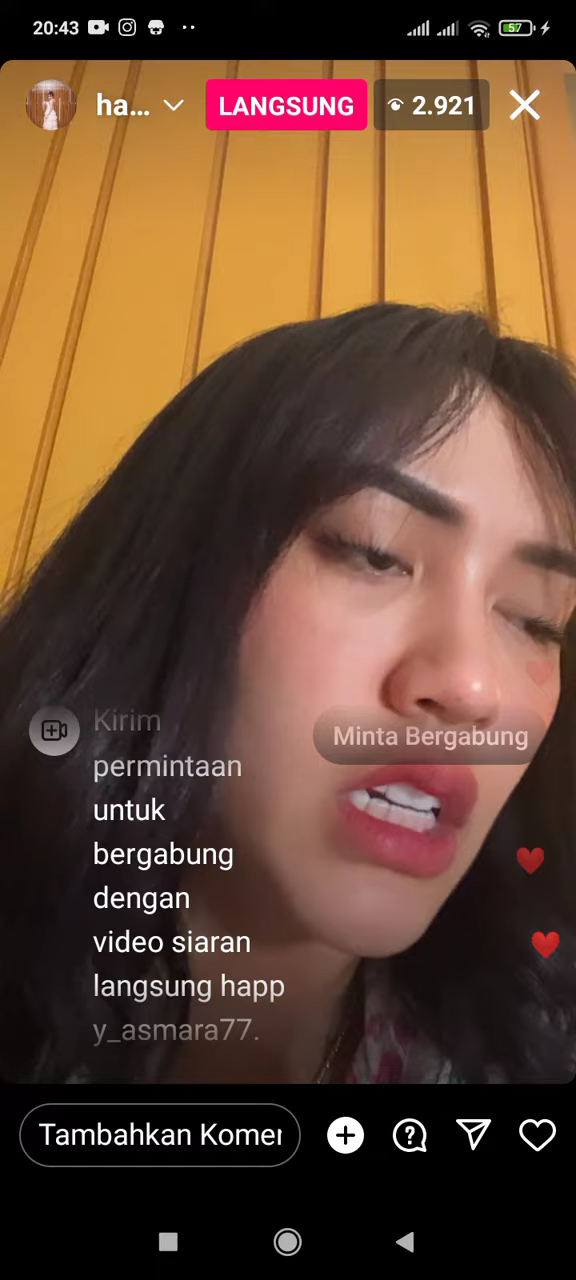 20:43
57
ha...
LANGSUNG
2.921
Kirim
permintaan
untuk
bergabung
dengan
video siaran
langsung happ
y_asmara77.
Minta Bergabung
Tambahkan Komen